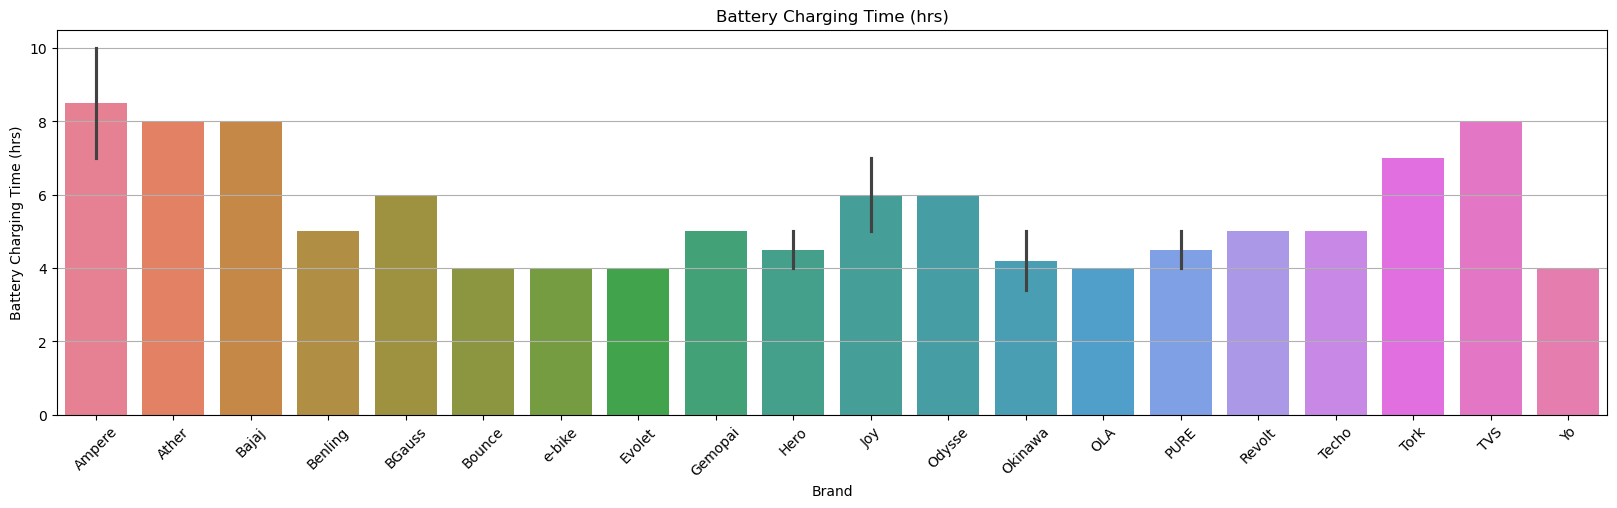 Battery Charging Time (hrs)
Battery Charging Time (hrs)
10
8
6
4
2
0
Ampere
Ather
Bajaj
Benling
BGauss
Bounce
e-bike
Evolet
Gemopai
Hero
Joy
Odysse
Okinawa
OLA
PURE
Revolt
Techo
Tork
TVS
Yo
Brand